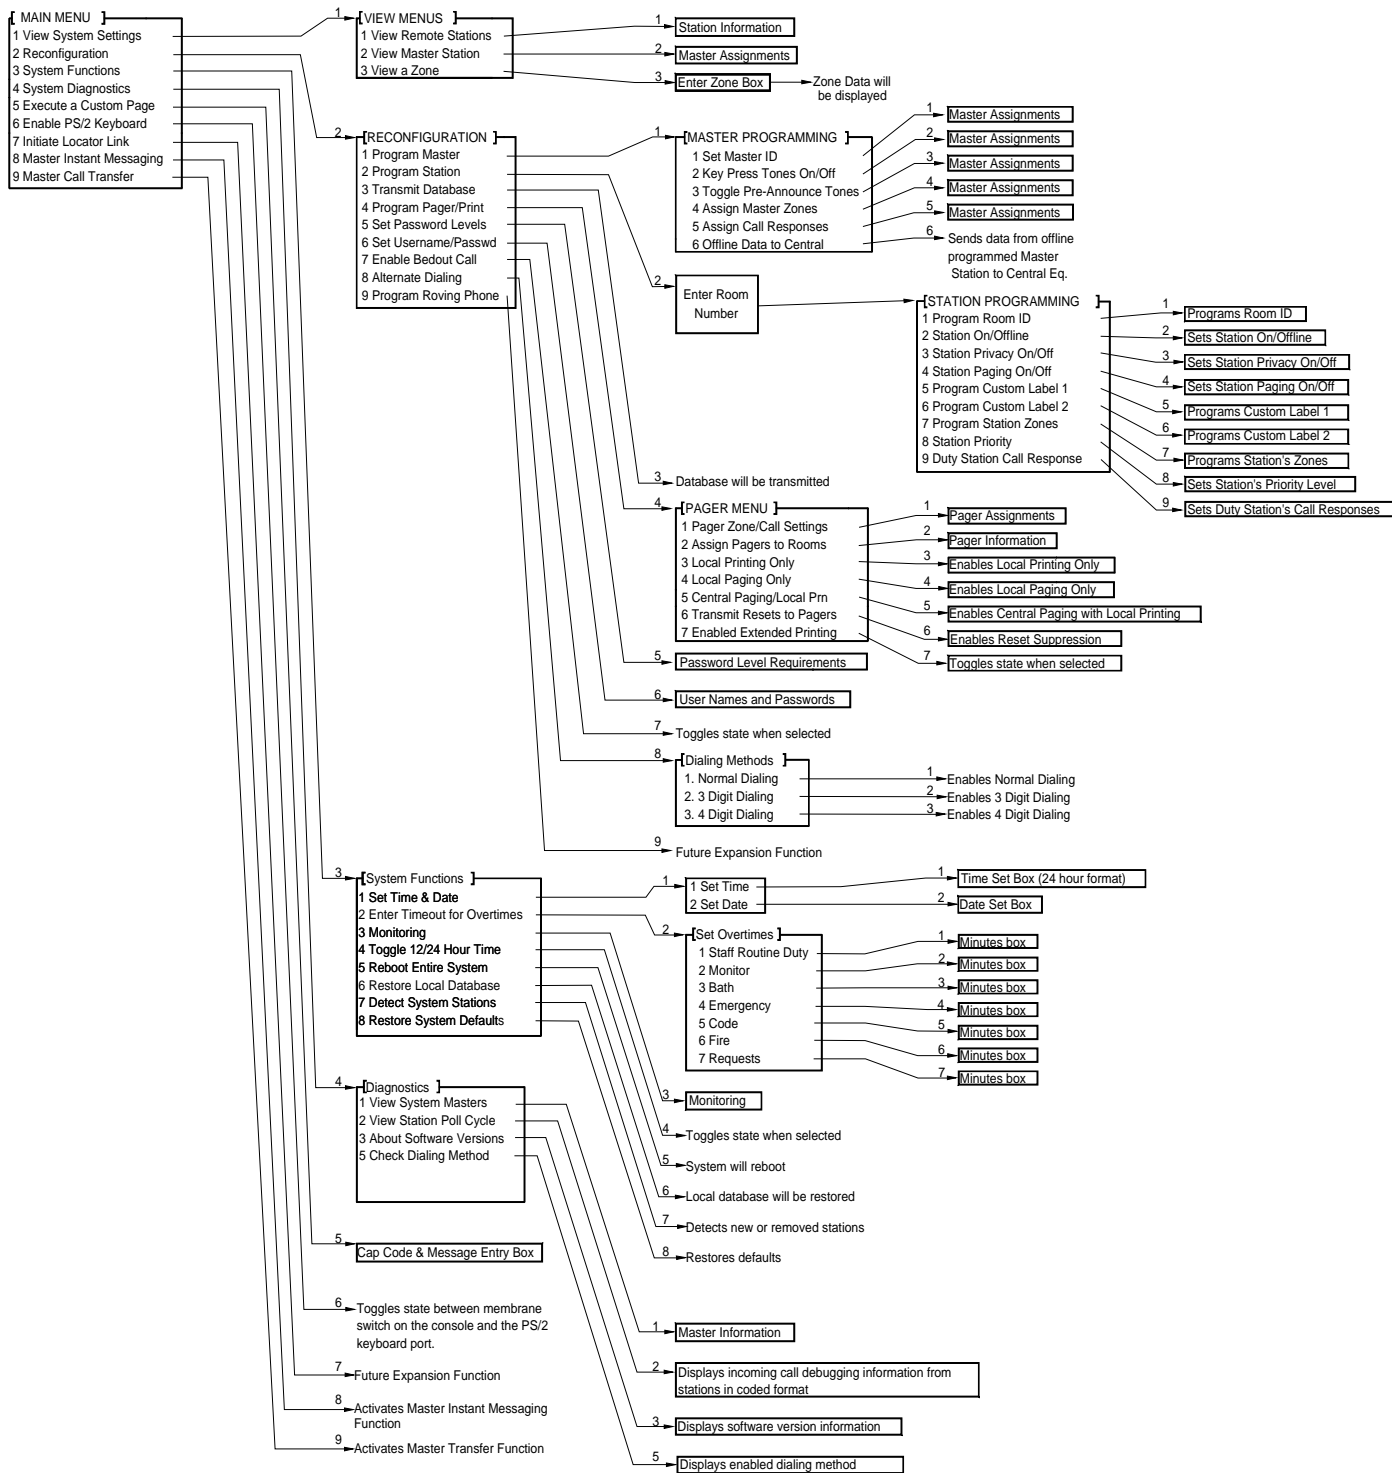 [ MAIN MENU ]
1 View System Settings
2 Reconfiguration
3 System Functions
4 System Diagnostics
5 Execute a Custom Page
6 Enable PS/2 Keyboard
7 Initiate Locator Link
8 Master Instant Messaging
9 Master Call Transfer
1
[VIEW MENUS ]
1 View Remote Stations
2 View Master Station
3 View a Zone
1
Station Information
2
Master Assignments
3
Enter Zone Box
Zone Data will
be displayed
2
[RECONFIGURATION ]
1 Program Master
2 Program Station
3 Transmit Database
4 Program Pager/Print
5 Set Password Levels
6 Set Username/Passwd
7 Enable Bedout Call
8 Alternate Dialing
9 Program Roving Phone
1
[MASTER PROGRAMMING ]
1 Set Master ID
2 Key Press Tones On/Off
3 Toggle Pre-Announce Tones
4 Assign Master Zones
5 Assign Call Responses
6 Offline Data to Central
1
Master Assignments
2
Master Assignments
3
Master Assignments
4
Master Assignments
5
Master Assignments
6
Sends data from offline
programmed Master
Station to Central Eq.
2
Enter Room
Number
[STATION PROGRAMMING ]
1 Program Room ID
2 Station On/Offline
3 Station Privacy On/Off
4 Station Paging On/Off
5 Program Custom Label 1
6 Program Custom Label 2
7 Program Station Zones
8 Station Priority
9 Duty Station Call Response
1
Programs Room ID
2
Sets Station On/Offline
3
Sets Station Privacy On/Off
4
Sets Station Paging On/Off
5
Programs Custom Label 1
6
Programs Custom Label 2
7
Programs Station's Zones
8
Sets Station's Priority Level
9
Sets Duty Station's Call Responses
3
Database will be transmitted
4
[PAGER MENU ]
1 Pager Zone/Call Settings
2 Assign Pagers to Rooms
3 Local Printing Only
4 Local Paging Only
5 Central Paging/Local Prn
6 Transmit Resets to Pagers
7 Enabled Extended Printing
1
Pager Assignments
2
Pager Information
3
Enables Local Printing Only
4
Enables Local Paging Only
5
Enables Central Paging with Local Printing
6
Enables Reset Suppression
7
Toggles state when selected
5
Password Level Requirements
6
User Names and Passwords
7
Toggles state when selected
8
[Dialing Methods ]
1. Normal Dialing
2. 3 Digit Dialing
3. 4 Digit Dialing
1
Enables Normal Dialing
2
Enables 3 Digit Dialing
3
Enables 4 Digit Dialing
9
Future Expansion Function
3
[System Functions ]
1 Set Time & Date
2 Enter Timeout for Overtimes
3 Monitoring
4 Toggle 12/24 Hour Time
5 Reboot Entire System
6 Restore Local Database
7 Detect System Stations
8 Restore System Defaults
1
1 Set Time
2 Set Date
1
Time Set Box (24 hour format)
2
Date Set Box
2
[Set Overtimes ]
1 Staff Routine Duty
2 Monitor
3 Bath
4 Emergency
5 Code
6 Fire
7 Requests
1
Minutes box
2
Minutes box
3
Minutes box
4
Minutes box
5
Minutes box
6
Minutes box
7
Minutes box
3
Monitoring
4
Toggles state when selected
5
System will reboot
6
Local database will be restored
7
Detects new or removed stations
8
Restores defaults
4
[Diagnostics ]
1 View System Masters
2 View Station Poll Cycle
3 About Software Versions
5 Check Dialing Method
1
Master Information
2
Displays incoming call debugging information from
stations in coded format
3
Displays software version information
5
Displays enabled dialing method
5
Cap Code & Message Entry Box
6
Toggles state between membrane
switch on the console and the PS/2
keyboard port.
7
Future Expansion Function
8
Activates Master Instant Messaging
Function
9
Activates Master Transfer Function